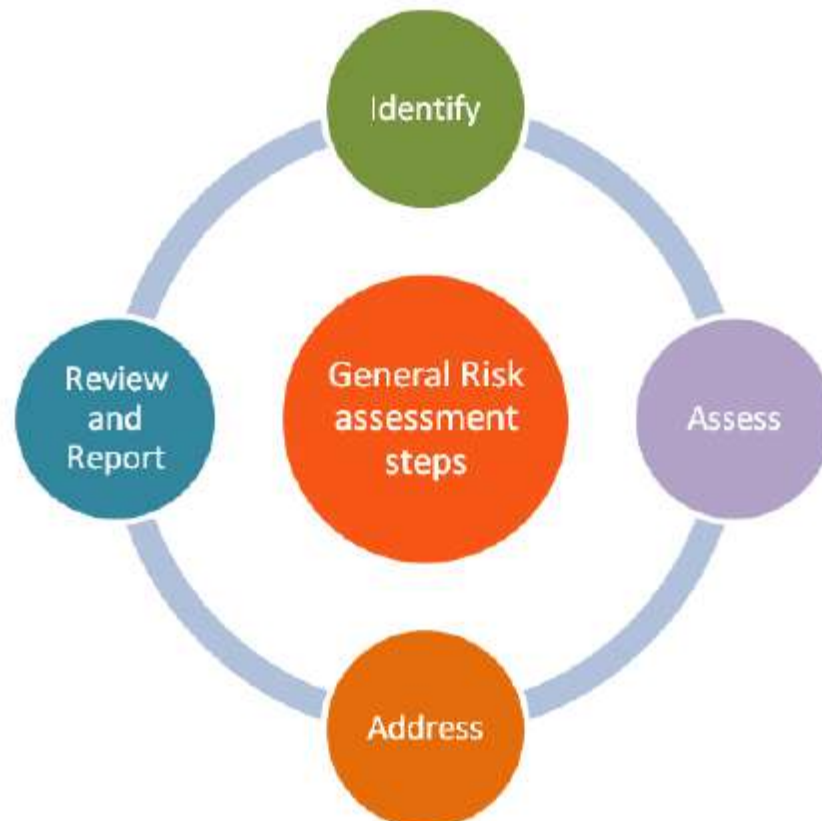 Identify
Assess
Address
Review
and
Report
General Risk
assessment
steps